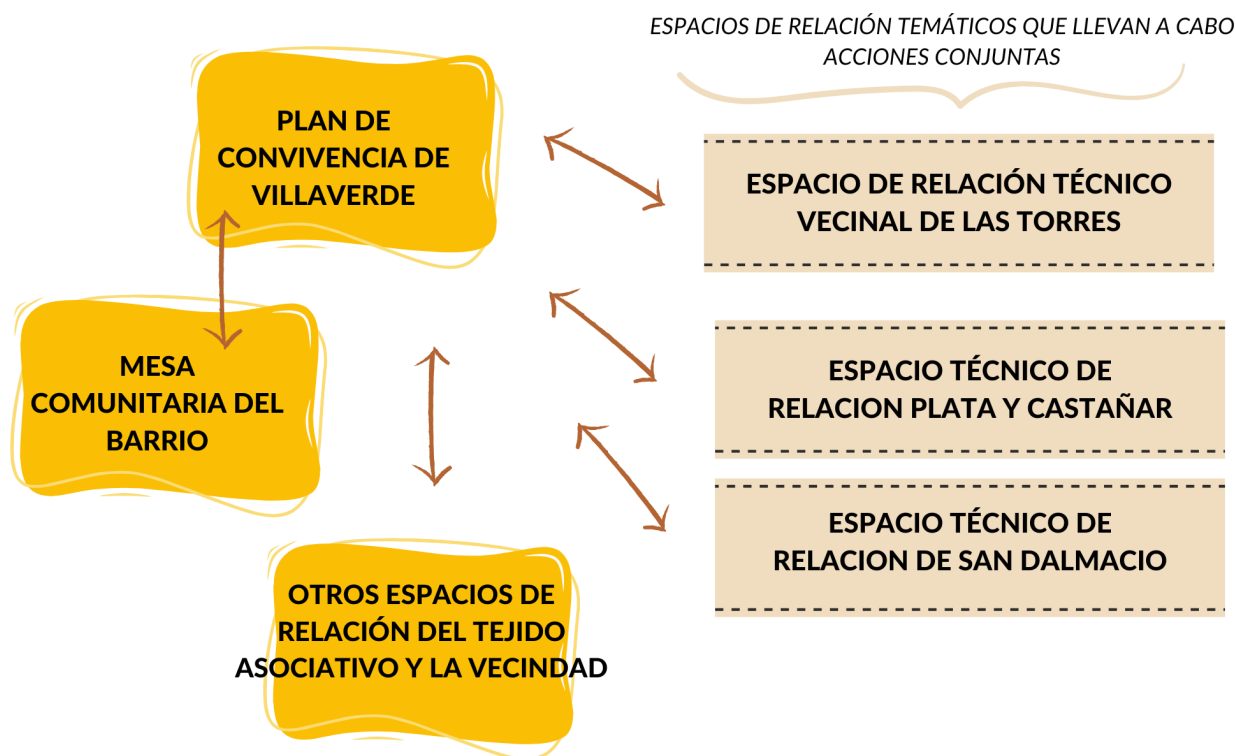 ESPACIOS DE RELACIÓN TEMÁTICOS QUE LLEVAN A CABO
ACCIONES CONJUNTAS
PLAN DE
CONVIVENCIA DE
VILLAVERDE
ESPACIO DE RELACIÓN TÉCNICO
VECINAL DE LAS TORRES
MESA
COMUNITARIA DEL
BARRIO
ESPACIO TÉCNICO DE
RELACION PLATA Y CASTAÑAR
ESPACIO TÉCNICO DE
RELACION DE SAN DALMACIO
OTROS ESPACIOS DE
RELACIÓN DEL TEJIDO
ASOCIATIVO Y LA VECINDAD